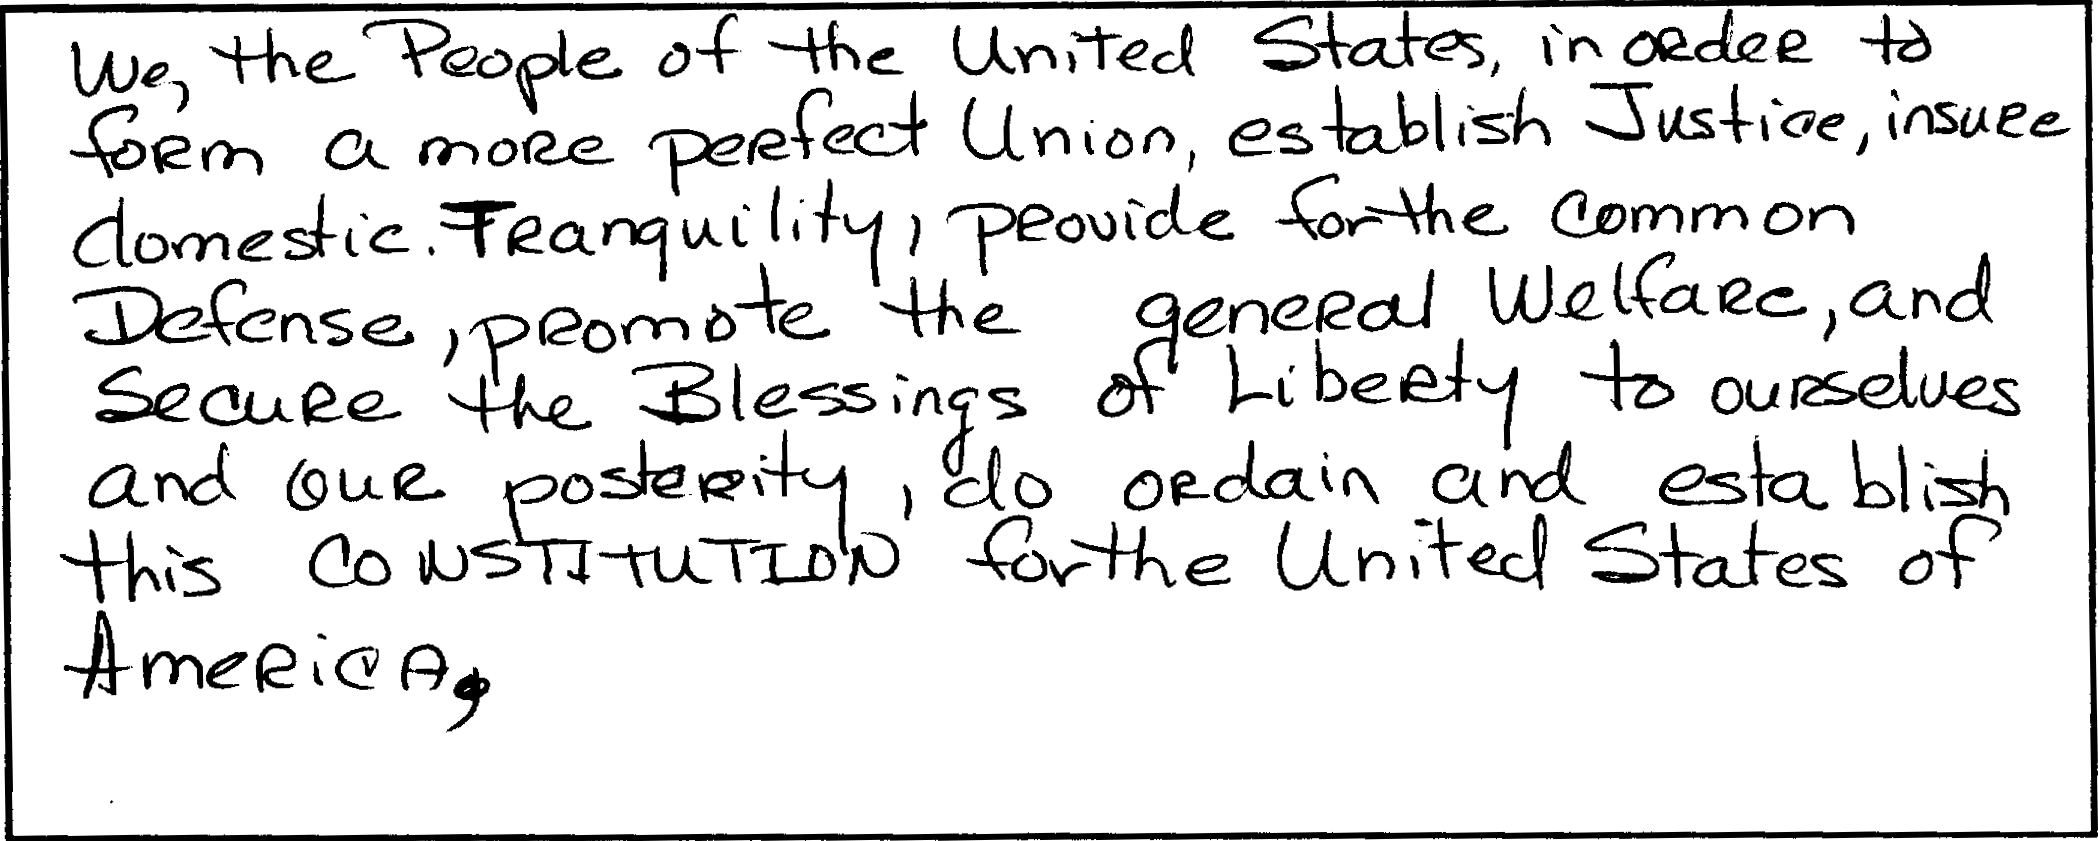 We, the People of the United States, in order to
form a more perfect Union, establish Justice, insure
domestic. Tranquility, provide for the common
Defense, promote the general Welfare, and
Secure the Blessings of Liberty to ourselves
and our posterity, do ordain and establish
this CONSTITUTION for the United States of
America,